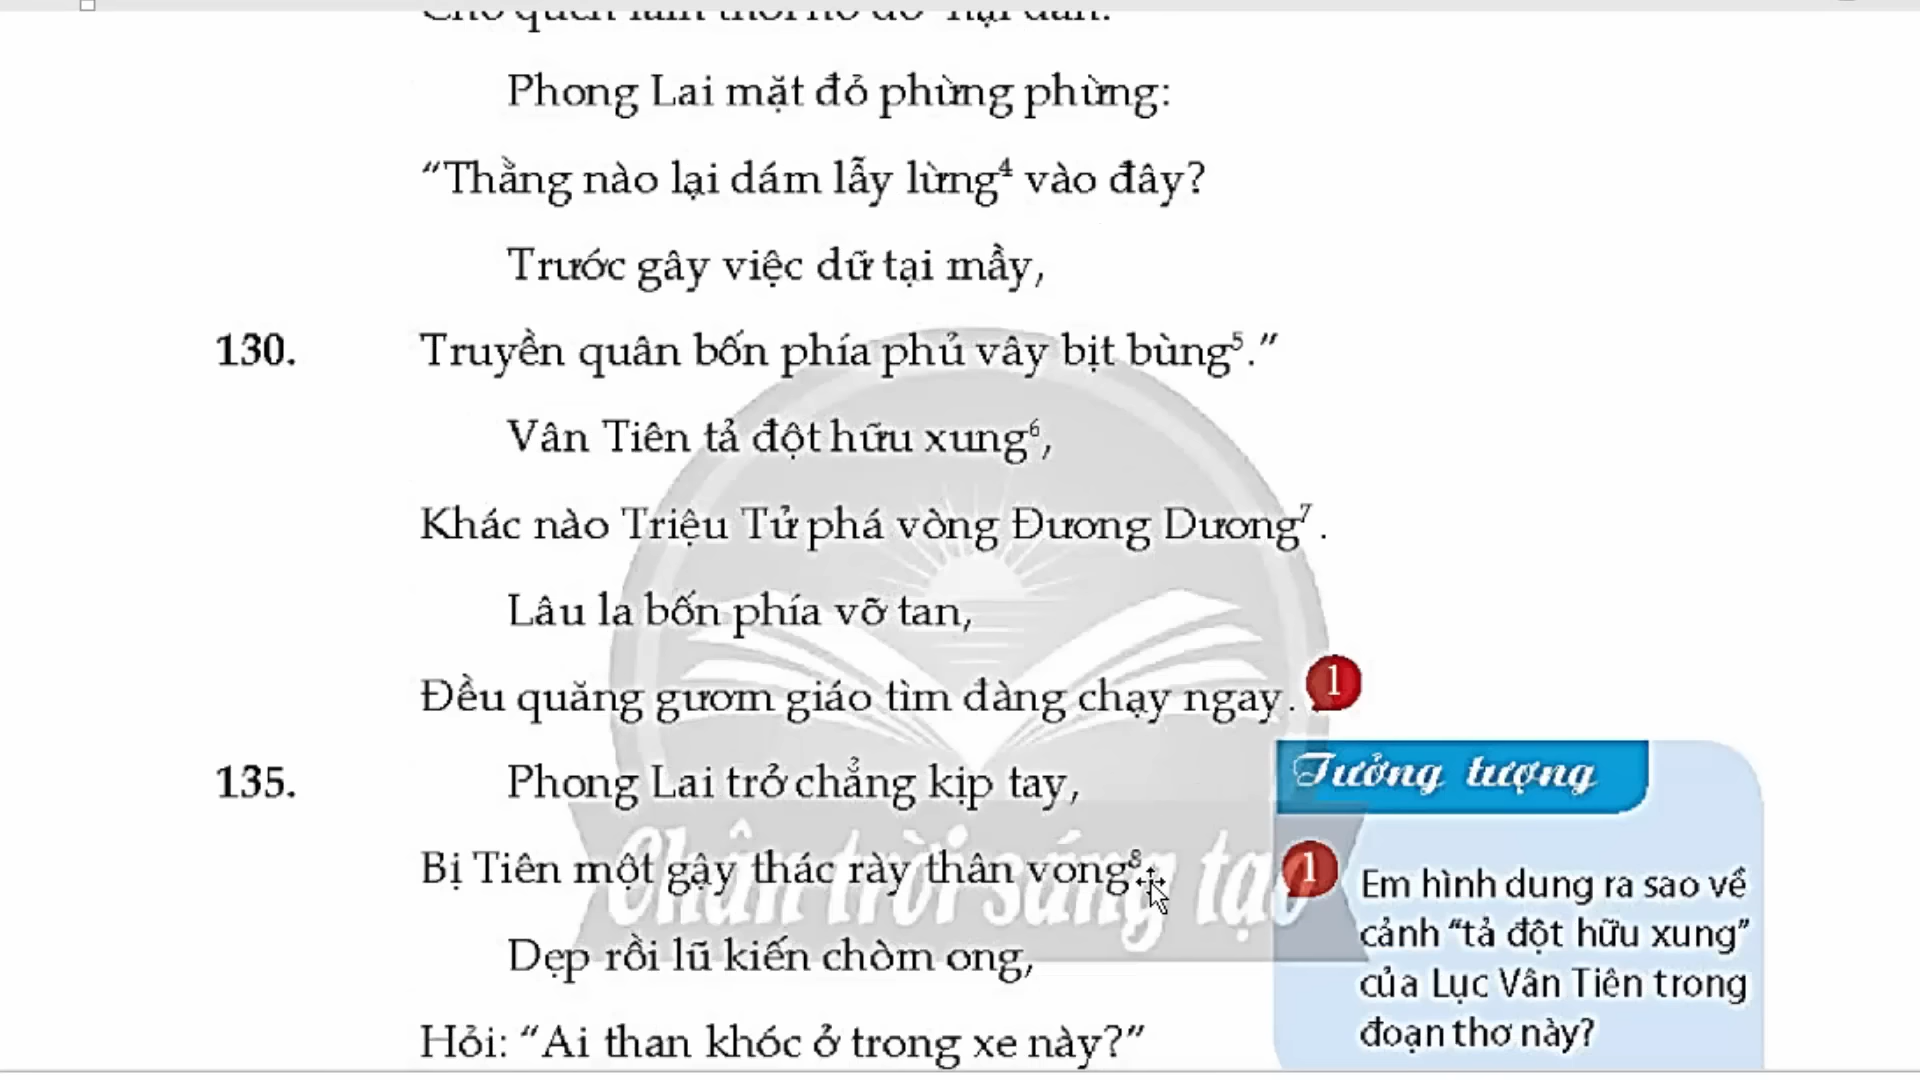 Phong Lai mặt đỏ phừng phừng:
“Thằng nào lại dám lẫy lừng⁴ vào đây?
Trước gây việc dữ tại mầy,
130. Truyền quân bốn phía phủ vây bịt bùng⁵.”
Vân Tiên tả đột hữu xung⁶,
Khác nào Triệu Tử phá vòng Đương Dương⁷ .
Lâu la bốn phía vỡ tan,
Đều quăng gươm giáo tìm đàng chạy ngay. 1
135. Phong Lai trở chẳng kịp tay,
Bị Tiên một gậy thác rày thân vong⁸.
Dẹp rồi lũ kiến chòm ong,
Hỏi: “Ai than khóc ở trong xe này?”
Chân trời sáng tạo
Tưởng tượng
1 Em hình dung ra sao về
cảnh “tả đột hữu xung”
của Lục Vân Tiên trong
đoạn thơ này?